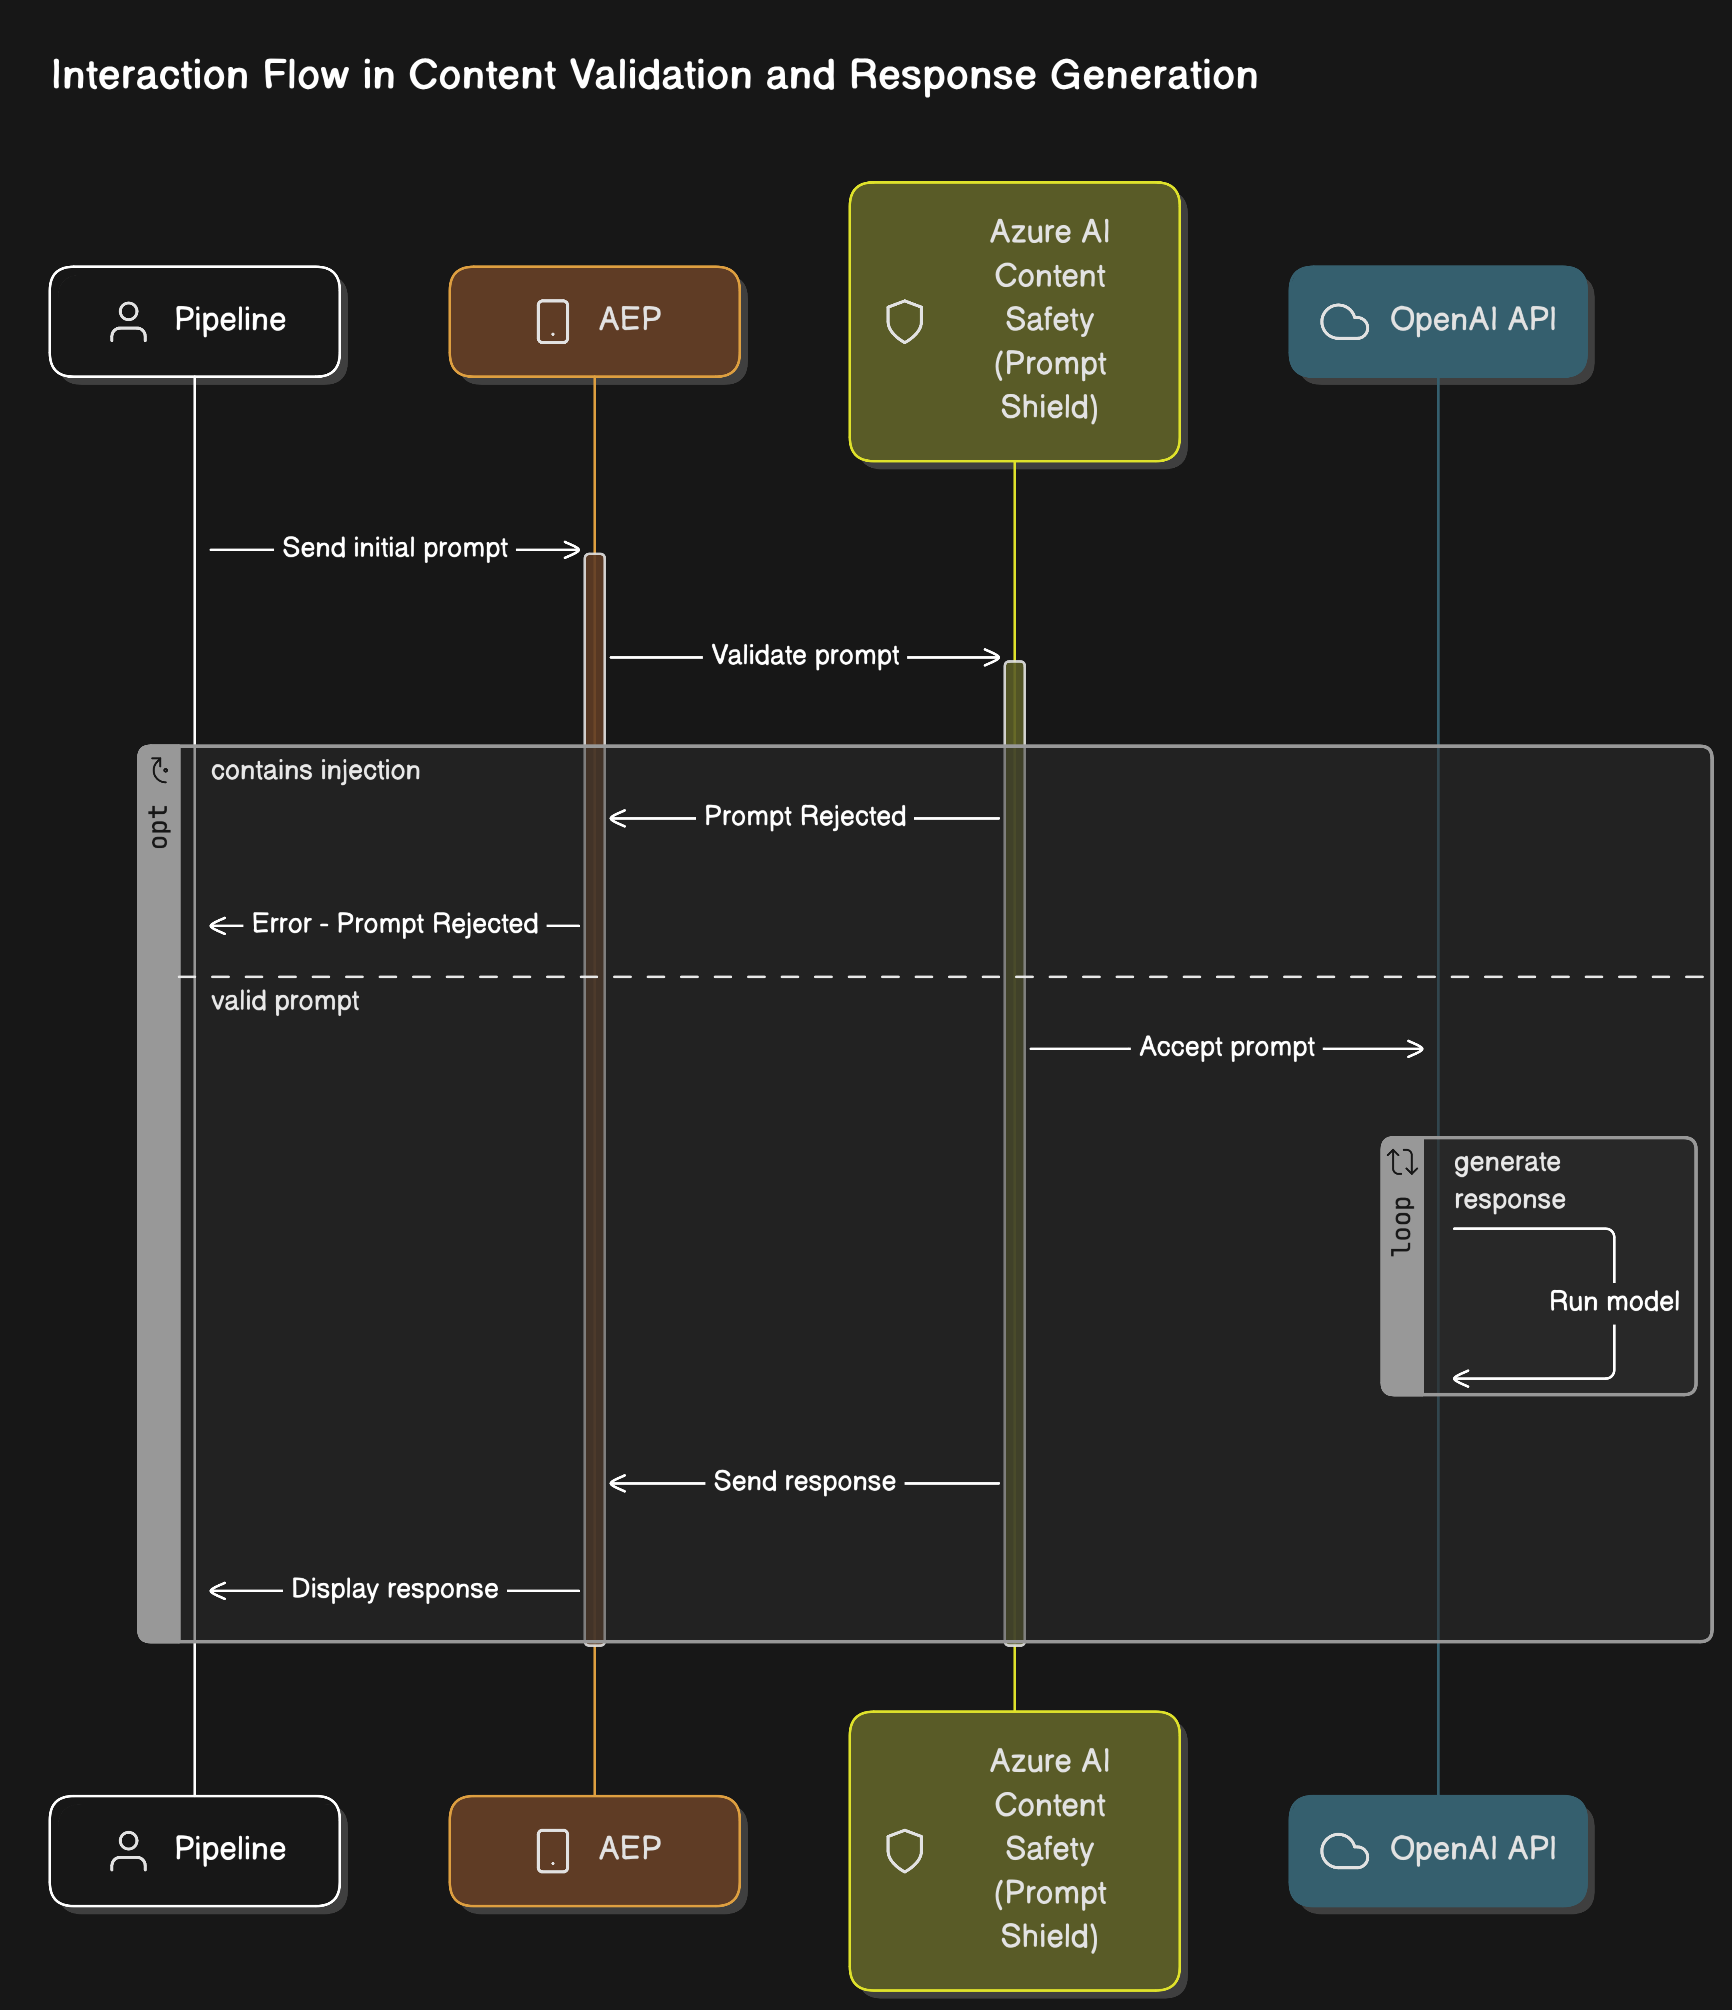 Interaction Flow in Content Validation and Response Generation
Pipeline
AEP
Azure AI
Content
Safety
(Prompt
Shield)
OpenAI API
Send initial prompt
Validate prompt
opt
contains injection
Prompt Rejected
Error - Prompt Rejected
valid prompt
Accept prompt
loop
generate
response
Run model
Send response
Display response
Pipeline
AEP
Azure AI
Content
Safety
(Prompt
Shield)
OpenAI API